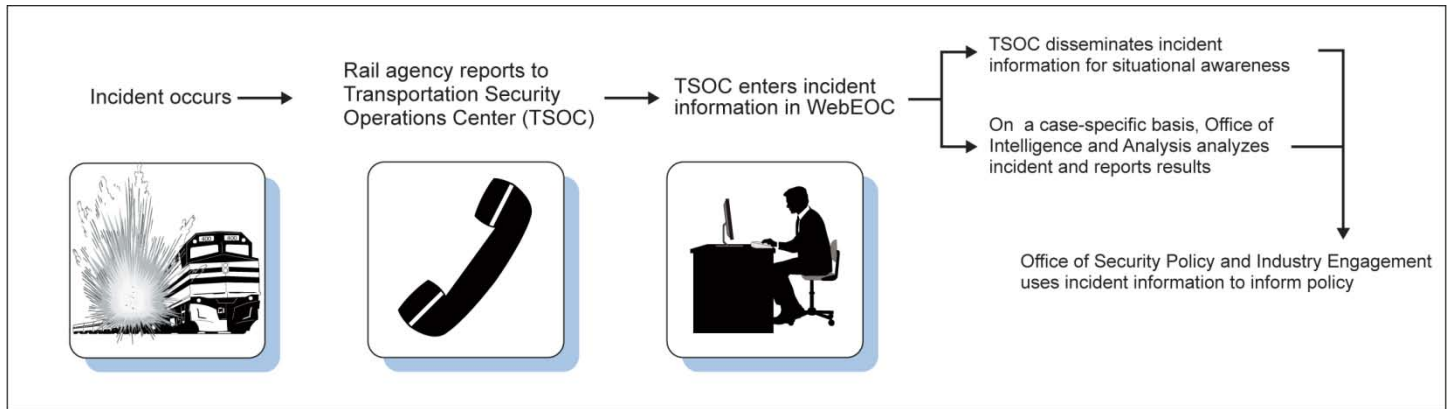 Incident occurs
Rail agency reports to
Transportation Security
Operations Center (TSOC)
TSOC enters incident
information in WebEOC
TSOC disseminates incident
information for situational awareness
On a case-specific basis, Office of
Intelligence and Analysis analyzes
incident and reports results
Office of Security Policy and Industry Engagement
uses incident information to inform policy